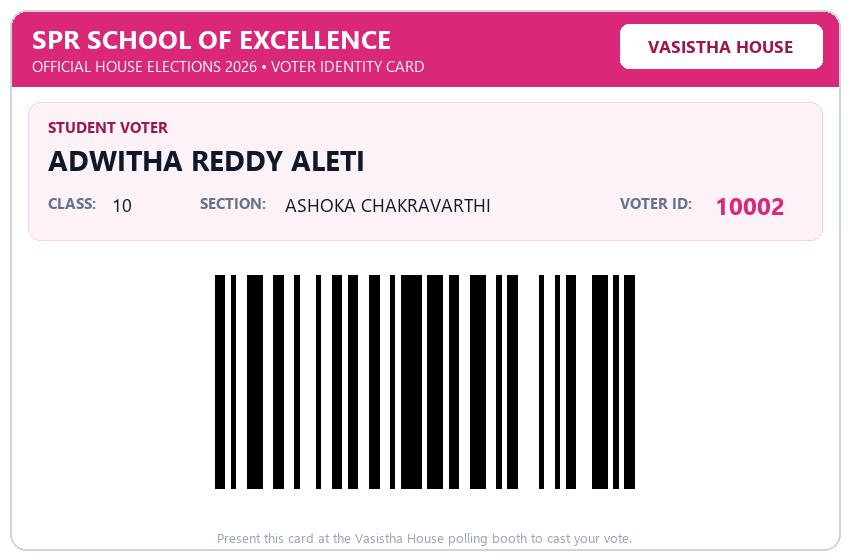 SPR SCHOOL OF EXCELLENCE
OFFICIAL HOUSE ELECTIONS 2026 • VOTER IDENTITY CARD
VASISTHA HOUSE
STUDENT VOTER
ADWITHA REDDY ALETI
CLASS: 10 SECTION: ASHOKA CHAKRAVARTHI VOTER ID: 10002
Present this card at the Vasistha House polling booth to cast your vote.